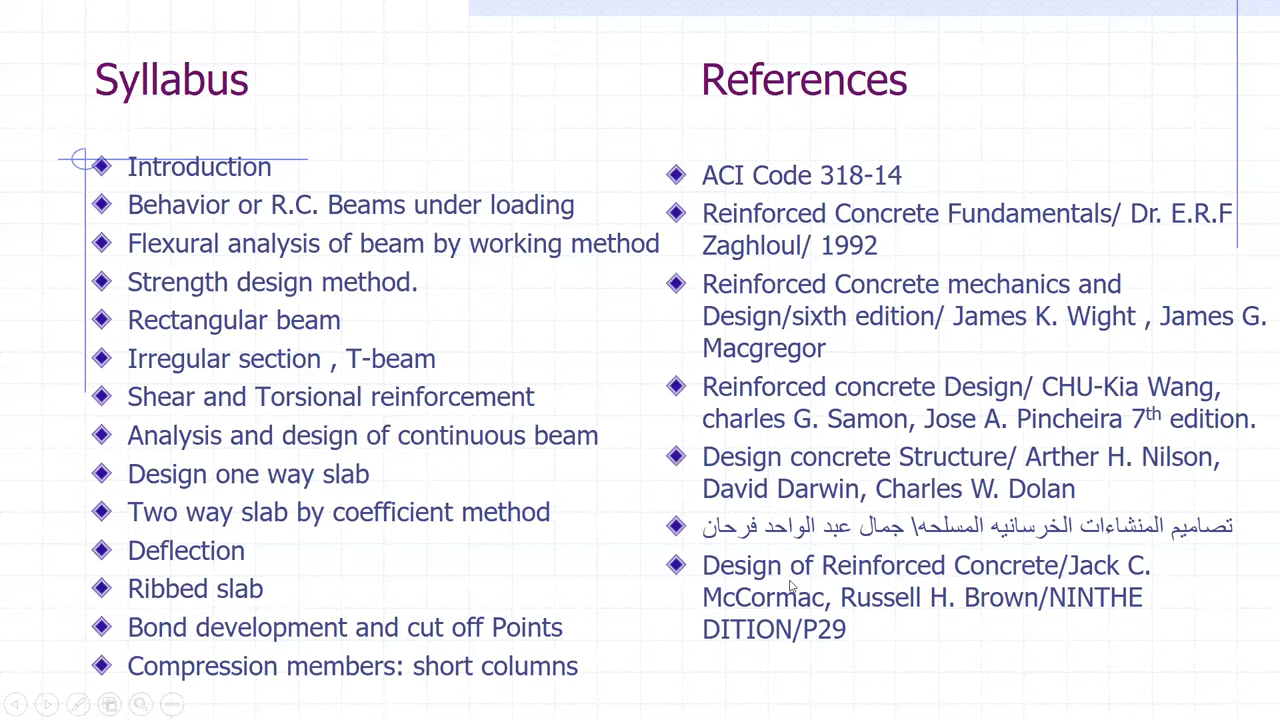 Syllabus
Introduction
Behavior or R.C. Beams under loading
Flexural analysis of beam by working method
Strength design method.
Rectangular beam
Irregular section , T-beam
Shear and Torsional reinforcement
Analysis and design of continuous beam
Design one way slab
Two way slab by coefficient method
Deflection
Ribbed slab
Bond development and cut off Points
Compression members: short columns
References
ACI Code 318-14
Reinforced Concrete Fundamentals/ Dr. E.R.F
Zaghloul/ 1992
Reinforced Concrete mechanics and
Design/sixth edition/ James K. Wight , James G.
Macgregor
Reinforced concrete Design/ CHU-Kia Wang,
charles G. Samon, Jose A. Pincheira 7th edition.
Design concrete Structure/ Arther H. Nilson,
David Darwin, Charles W. Dolan
تصاميم المنشاءات الخرسانيه المسلحه\ جمال عبد الواحد فرحان
Design of Reinforced Concrete/Jack C.
McCormac, Russell H. Brown/NINTHE
DITION/P29